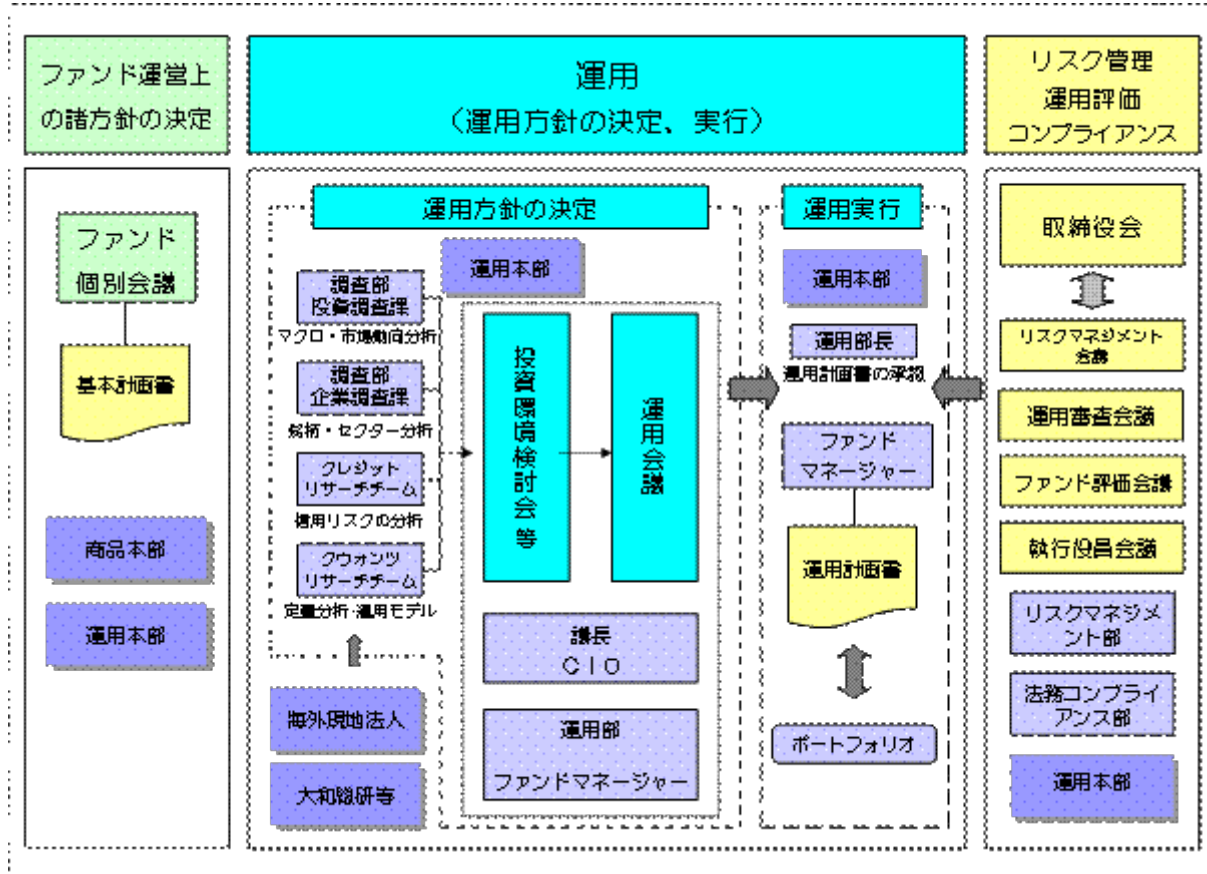 ファンド運営上
の諸方針の決定
運用
（運用方針の決定、実行）
リスク管理
運用評価
コンプライアンス
ファンド
個別会議
基本計画書
商品本部
運用本部
運用方針の決定
運用本部
調査部
投資調査課
マクロ・市場動向分析
調査部
企業調査課
銘柄・セクター分析
クレジット
リサーチチーム
信用リスクの分析
クウォンツ
リサーチチーム
定量分析・運用モデル
海外現地法人
大和総研等
投資環境検討会等
運用会議
議長
ＣＩＯ
運用部
ファンドマネージャー
運用実行
運用本部
運用部長
運用計画書の承認
ファンド
マネージャー
運用計画書
ポートフォリオ
取締役会
リスクマネジメント
会議
運用審査会議
ファンド評価会議
執行役員会議
リスクマネジメ
ント部
法務コンプライ
アンス部
運用本部